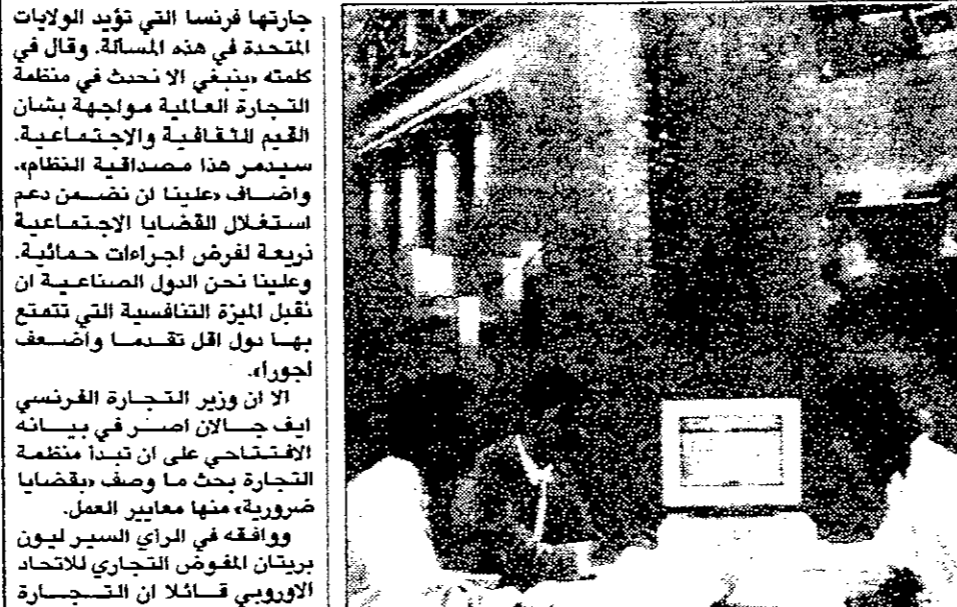 جارتها فرنسا التي تؤيد الولايات
المتحدة في هذه المسألة. وقال في
كلمته «ينبغي الا نحدث في منظمة
التجارة العالمية مواجهة بشان
القيم الثقافية والاجتماعية.
سيدمر هذا مصداقية النظام».
واضاف «علينا لن نضمن دعم
استغلال القضايا الاجتماعية
ذريعة لفرض اجراءات حمائية.
وعلينا نحن الدول الصناعية ان
نقبل الميزة التنافسية التي تتمتع
بها دول اقل تقدما واضعف
اجورا».
الا ان وزير التجارة الفرنسي
ايف جالان اصر في بيانه
الافتتاحي على ان تبدأ منظمة
التجارة بحث ما وصف «بقضايا
ضرورية» منها معايير العمل.
ووافقه في الراي السير ليون
بريتان المفوض التجاري للاتحاد
الاوروبي قائلا ان التجارة